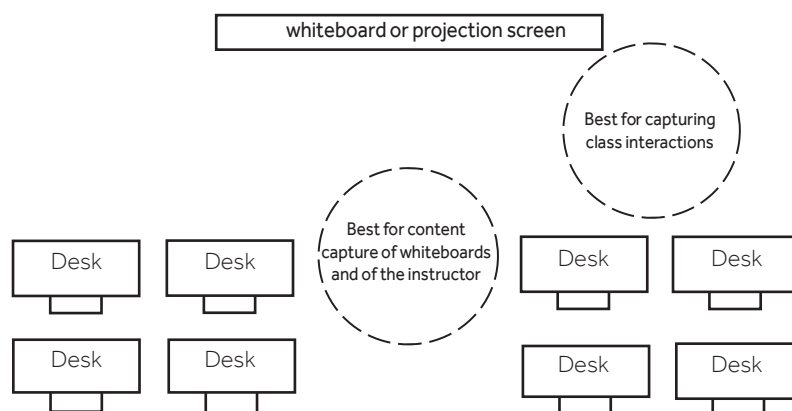 whiteboard or projection screen
Best for capturing
class interactions
Best for content
capture of whiteboards
and of the instructor
Desk
Desk
Desk
Desk
Desk
Desk
Desk
Desk